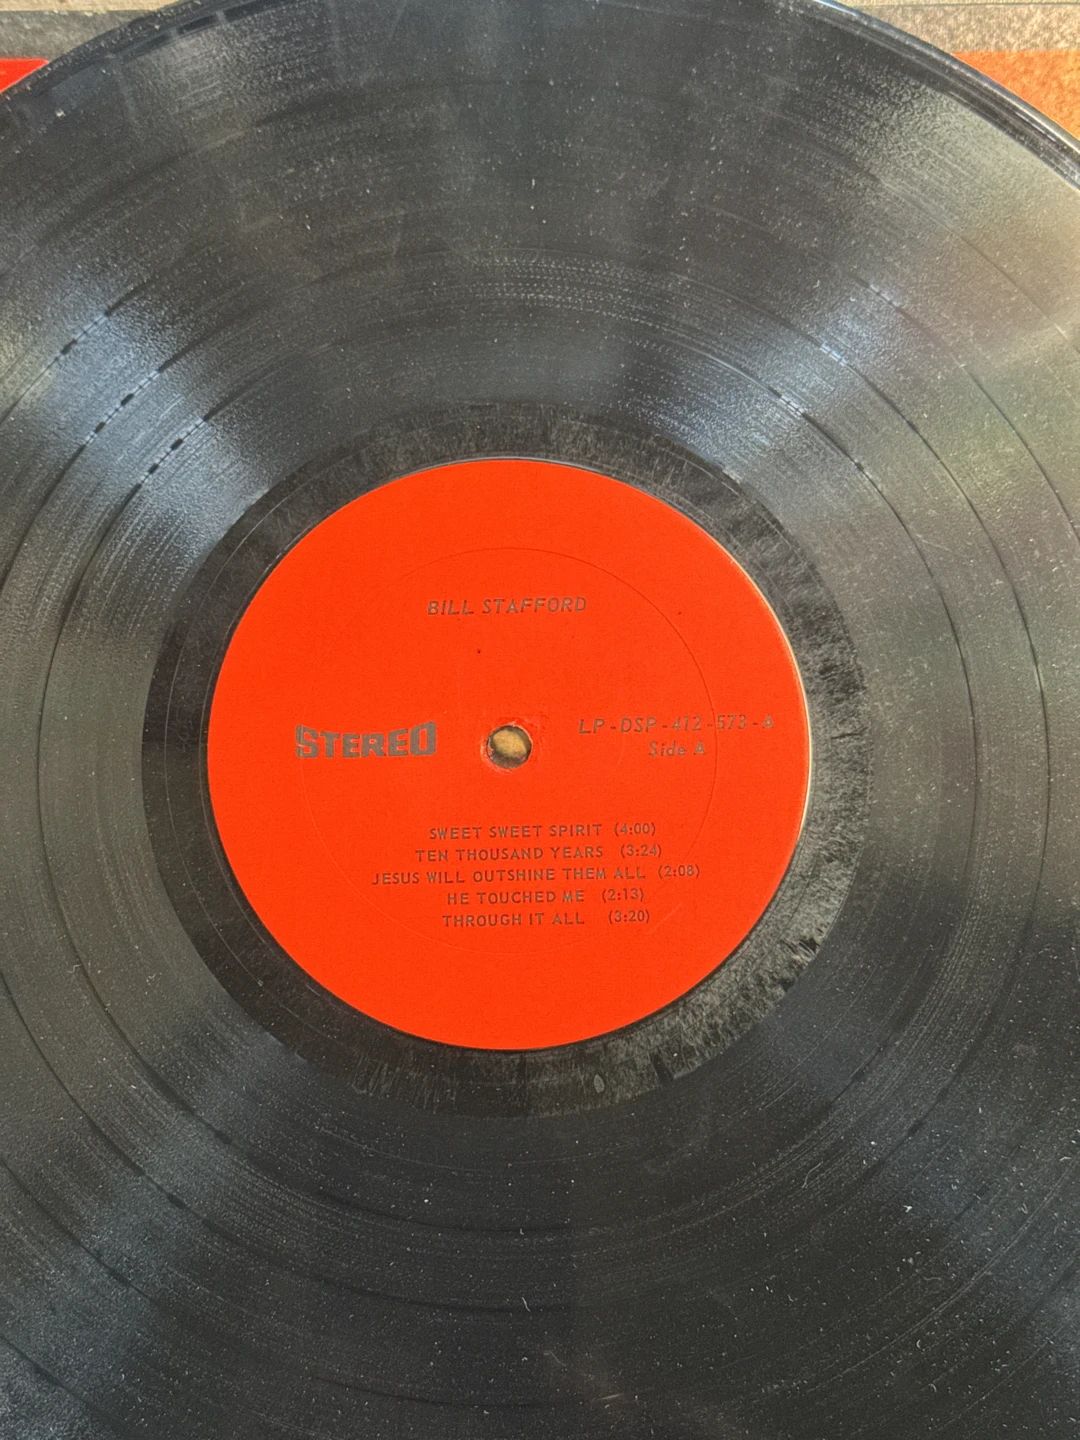 BILL STAFFORD
STEREO
LP-DSP-412-573-A
Side A
SWEET SWEET SPIRIT (4:00)
TEN THOUSAND YEARS (3:24)
JESUS WILL OUTSHINE THEM ALL (2:08)
HE TOUCHED ME (2:13)
THROUGH IT ALL (3:20)